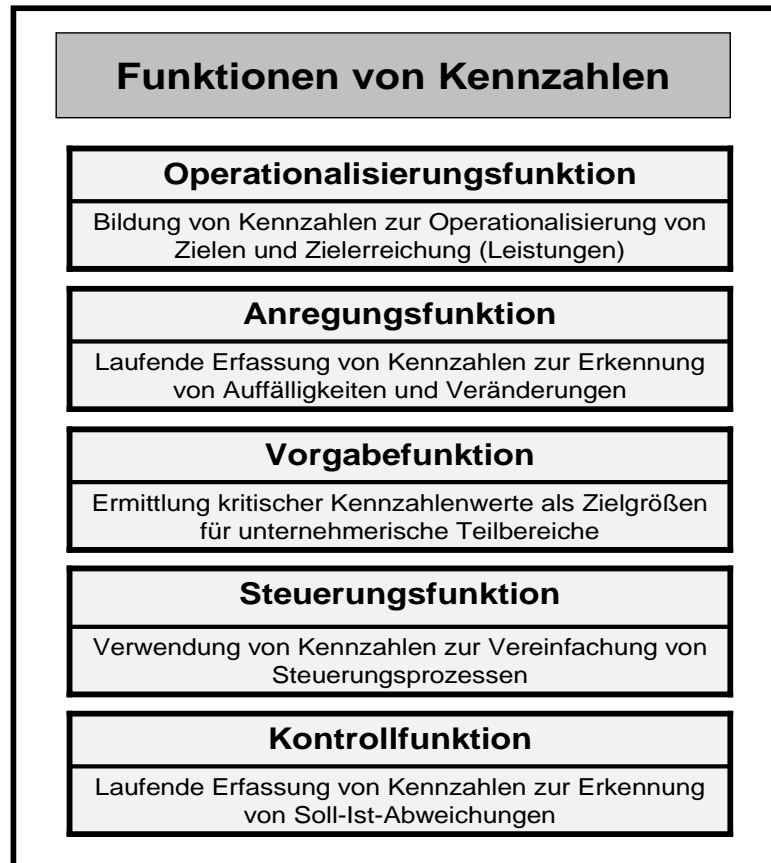 Funktionen von Kennzahlen
Operationalisierungsfunktion
Bildung von Kennzahlen zur Operationalisierung von
Zielen und Zielerreichung (Leistungen)
Anregungsfunktion
Laufende Erfassung von Kennzahlen zur Erkennung
von Auffälligkeiten und Veränderungen
Vorgabefunktion
Ermittlung kritischer Kennzahlenwerte als Zielgrößen
für unternehmerische Teilbereiche
Steuerungsfunktion
Verwendung von Kennzahlen zur Vereinfachung von
Steuerungsprozessen
Kontrollfunktion
Laufende Erfassung von Kennzahlen zur Erkennung
von Soll-Ist-Abweichungen